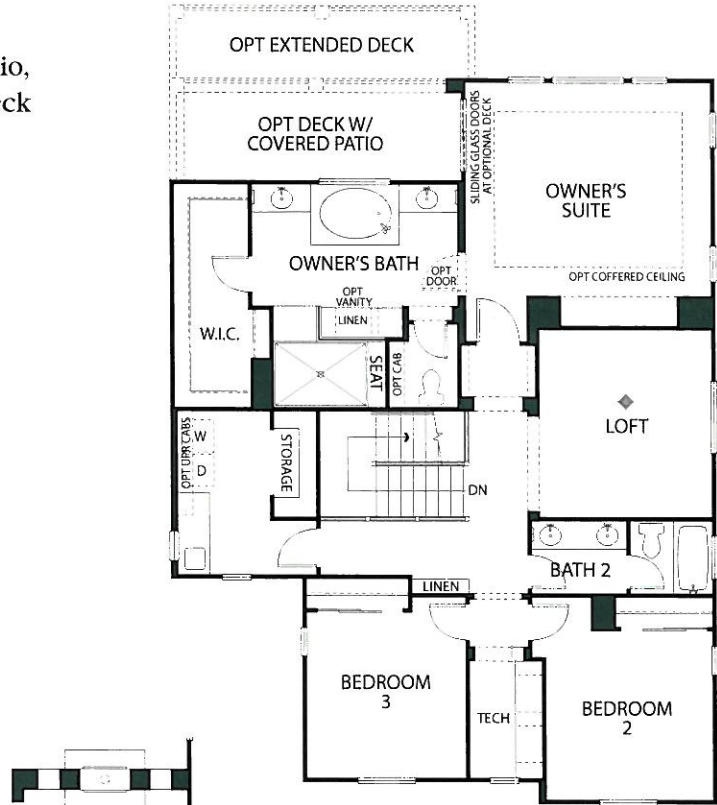 io,
ck
OPT EXTENDED DECK
OPT DECK W/
COVERED PATIO
SLIDING GLASS DOORS
AT OPTIONAL DECK
OWNER'S
SUITE
OPT COFFERED CEILING
OWNER'S BATH
OPT
DOOR
OPT
VANITY
LINEN
W.I.C.
SEAT
OPT CAB
LOFT
OPT UPR CABS
W
D
STORAGE
DN
BATH 2
LINEN
BEDROOM
3
TECH
BEDROOM
2